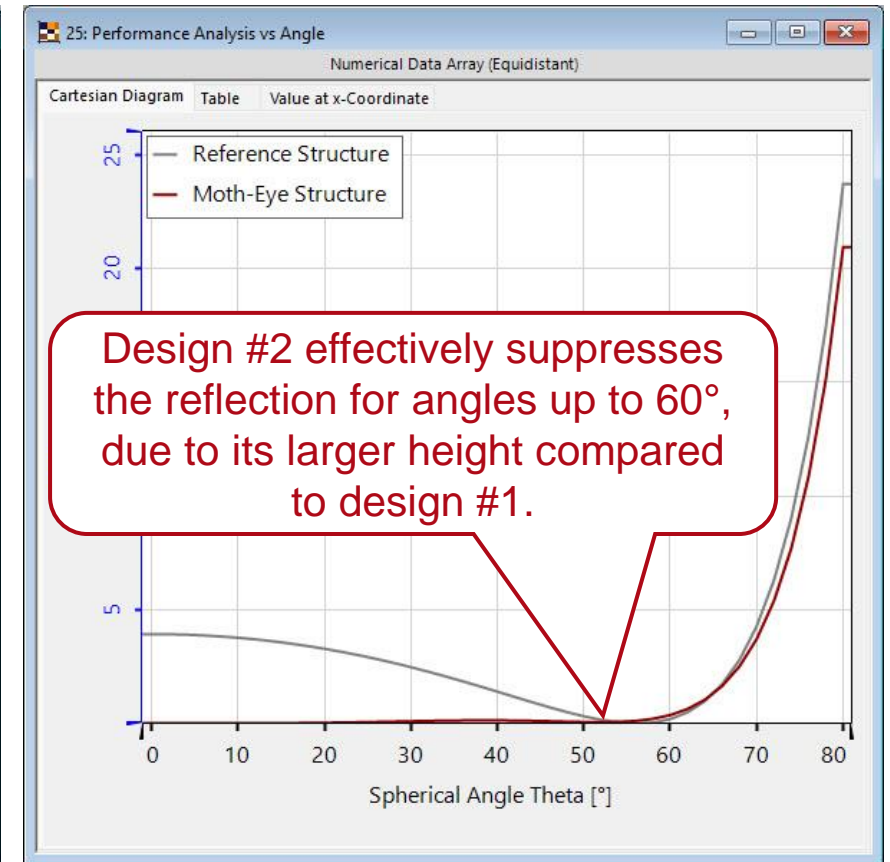 25: Performance Analysis vs Angle
Numerical Data Array (Equidistant)
Cartesian Diagram Table Value at x-Coordinate
25
Reference Structure
Moth-Eye Structure
20
Design #2 effectively suppresses
the reflection for angles up to 60°,
due to its larger height compared
to design #1.
5
0 10 20 30 40 50 60 70 80
Spherical Angle Theta [°]